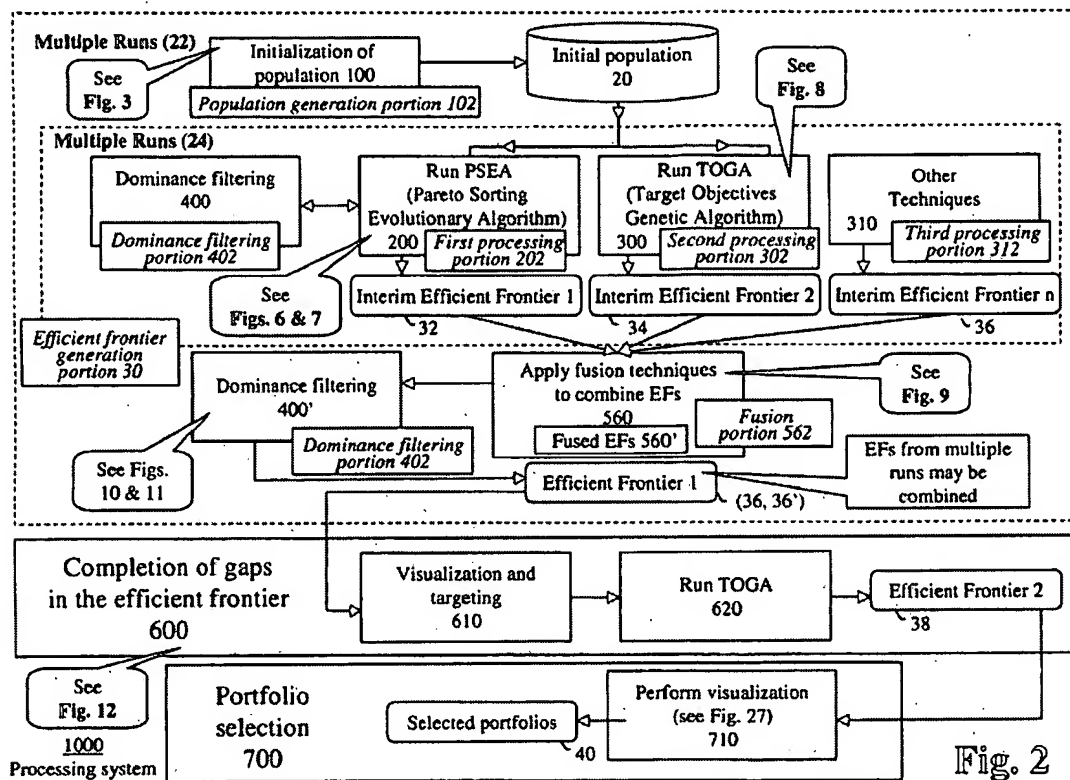 Multiple Runs (22)
See
Fig. 3
Initialization of
population 100
Population generation portion 102
Initial population
20
See
Fig. 8
Multiple Runs (24)
Dominance filtering
400
Dominance filtering
portion 402
Run PSEA
(Pareto Sorting
Evolutionary Algorithm)
200
First processing
portion 202
Run TOGA
(Target Objectives
Genetic Algorithm)
300
Second processing
portion 302
Other
Techniques
310
Third processing
portion 312
See
Figs. 6 & 7
Interim Efficient Frontier 1
32
Interim Efficient Frontier 2
34
Interim Efficient Frontier n
36
Efficient frontier
generation
portion 30
Dominance filtering
400'
Dominance filtering
portion 402
See Figs.
10 & 11
Apply fusion techniques
to combine EFs
560
Fused EFs 560'
Fusion
portion 562
See
Fig. 9
Efficient Frontier 1
(36, 36')
EFs from multiple
runs may be
combined
Completion of gaps
in the efficient frontier
600
Visualization and
targeting
610
Run TOGA
620
Efficient Frontier 2
38
See
Fig. 12
Portfolio
selection
700
Selected portfolios
40
Perform visualization
(see Fig. 27)
710
1000
Processing system
Fig. 2